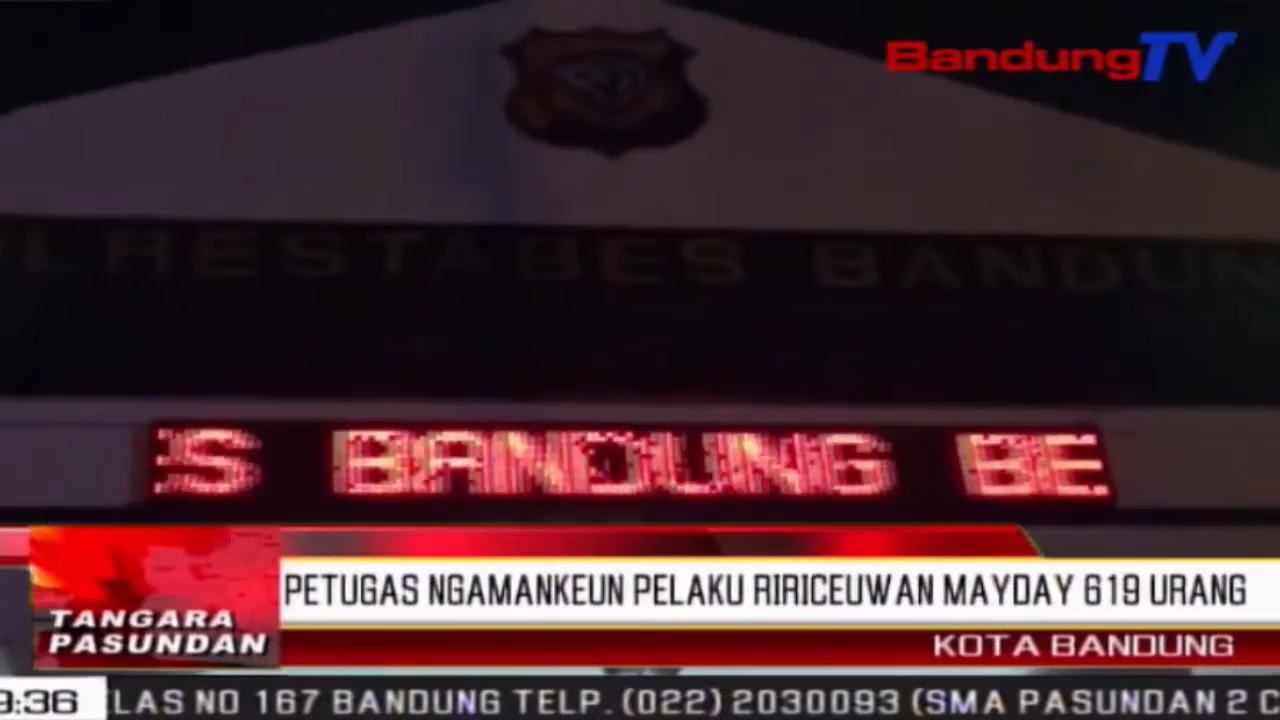 BandungTV
LRESTABES BANDUN
S BANDUNG BE
PETUGAS NGAMANKEUN PELAKU RIRICEUWAN MAYDAY 619 URANG
TANGARA
PASUNDAN
KOTA BANDUNG
9:36 LAS NO 167 BANDUNG TELP. (022) 2030093 (SMA PASUNDAN 2 C